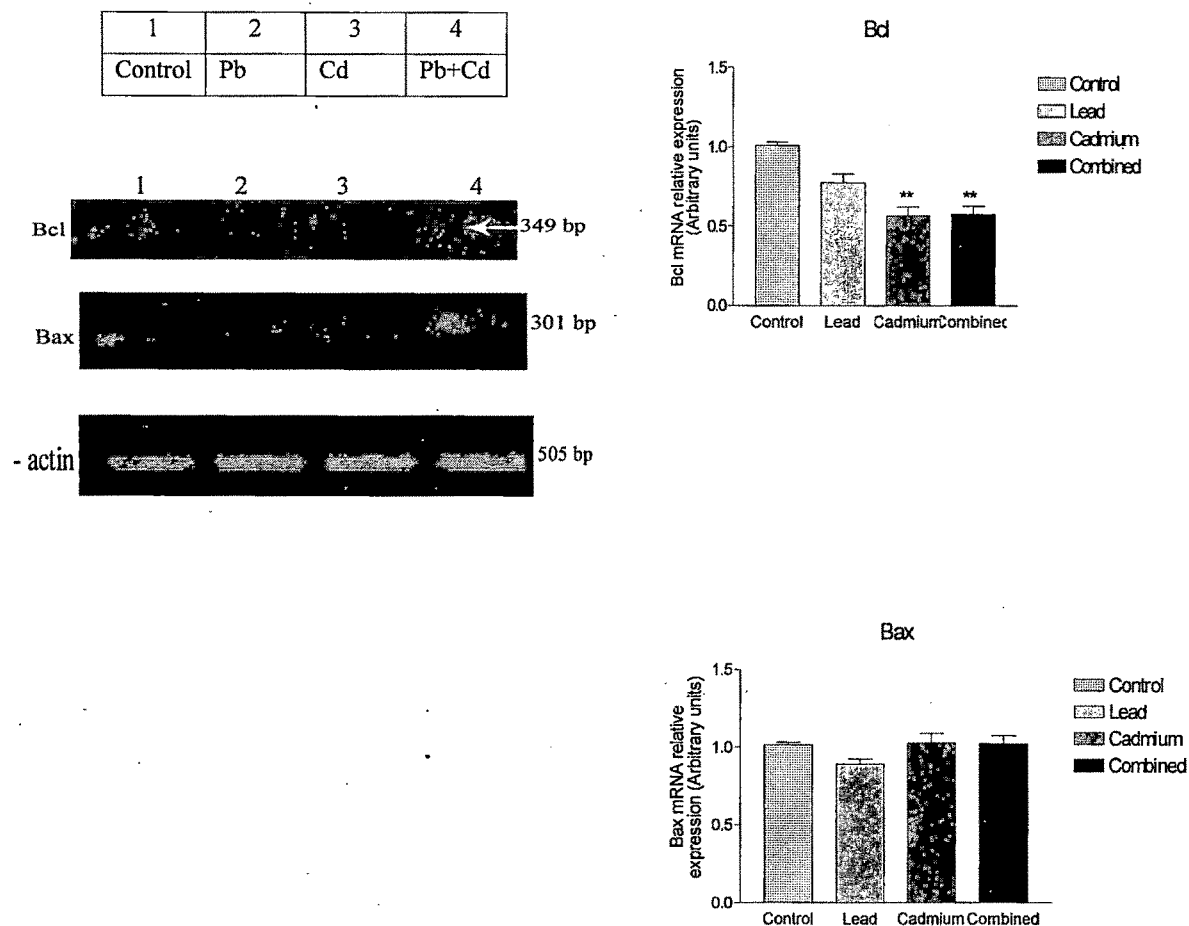 1 2 3 4
Control Pb Cd Pb+Cd
1 2 3 4
Bcl 349 bp
Bax 301 bp
- actin 505 bp
Bcl
Bcl mRNA relative expression
(Arbitrary units)
1.5
1.0
0.5
0.0
** **
Control Lead Cadmium Combined
Control
Lead
Cadmium
Combined
Bax
Bax mRNA relative
expression (Arbitrary units)
1.5
1.0
0.5
0.0
Control Lead Cadmium Combined
Control
Lead
Cadmium
Combined